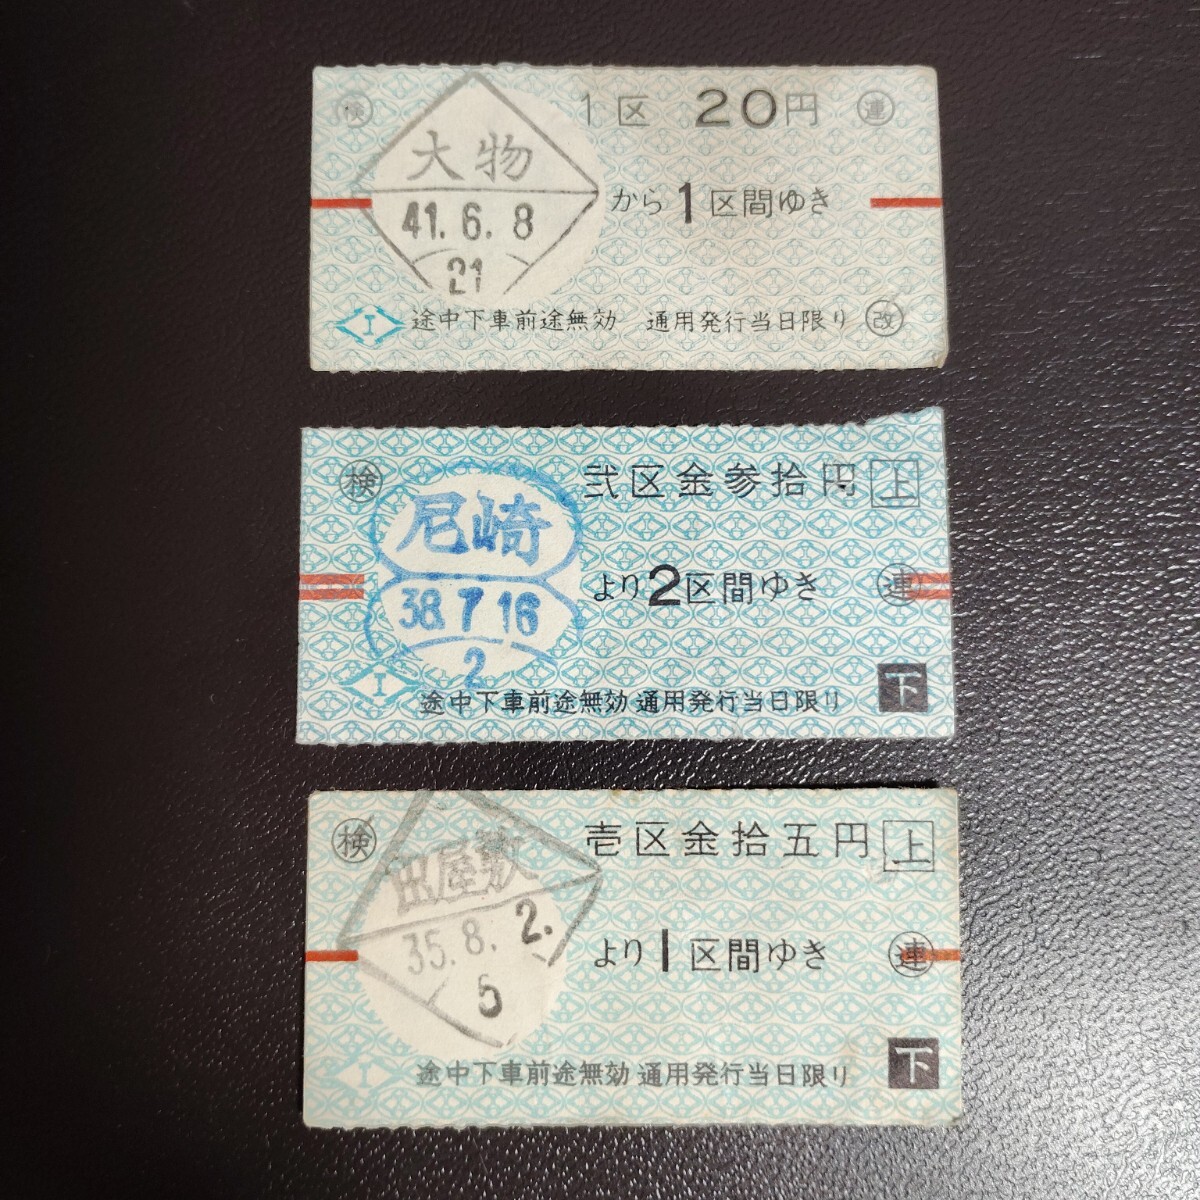 検 1区 20円 連
大物
から1区間ゆき
41.6.8
21
I 途中下車前途無効 通用発行当日限り 改
検 弐区金参拾円 上
尼崎
より2区間ゆき 連
38.7.16
2
I 途中下車前途無効 通用発行当日限り 下
検 壱区金拾五円 上
出屋敷
より1区間ゆき 連
35.8.2.
5
I 途中下車前途無効 通用発行当日限り 下